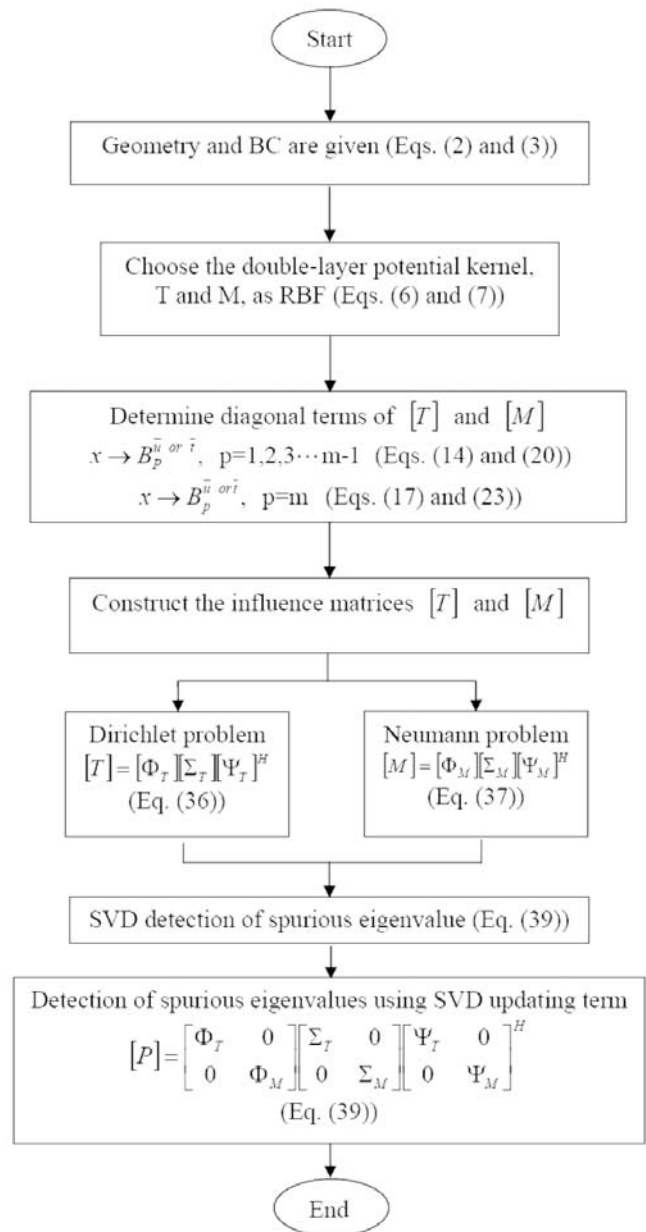 Start
Geometry and BC are given (Eqs. (2) and (3))
Choose the double-layer potential kernel,
T and M, as RBF (Eqs. (6) and (7))
Determine diagonal terms of [T] and [M]
x → B_p^{ū or t̄}, p=1,2,3⋯m-1 (Eqs. (14) and (20))
x → B_p^{ū or t̄}, p=m (Eqs. (17) and (23))
Construct the influence matrices [T] and [M]
Dirichlet problem
[T]=[Φ_T][Σ_T][Ψ_T]^H
(Eq. (36))
Neumann problem
[M]=[Φ_M][Σ_M][Ψ_M]^H
(Eq. (37))
SVD detection of spurious eigenvalue (Eq. (39))
Detection of spurious eigenvalues using SVD updating term
[P]=[Φ_T 0; 0 Φ_M][Σ_T 0; 0 Σ_M][Ψ_T 0; 0 Ψ_M]^H
(Eq. (39))
End